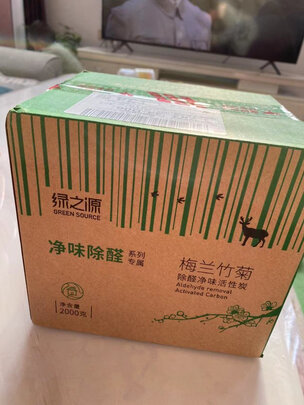 绿之源
GREEN SOURCE
净味除醛 系列
专属
净含量
2000克
梅兰竹菊
除醛净味活性炭
Aldehyde removal
Activated Carbon